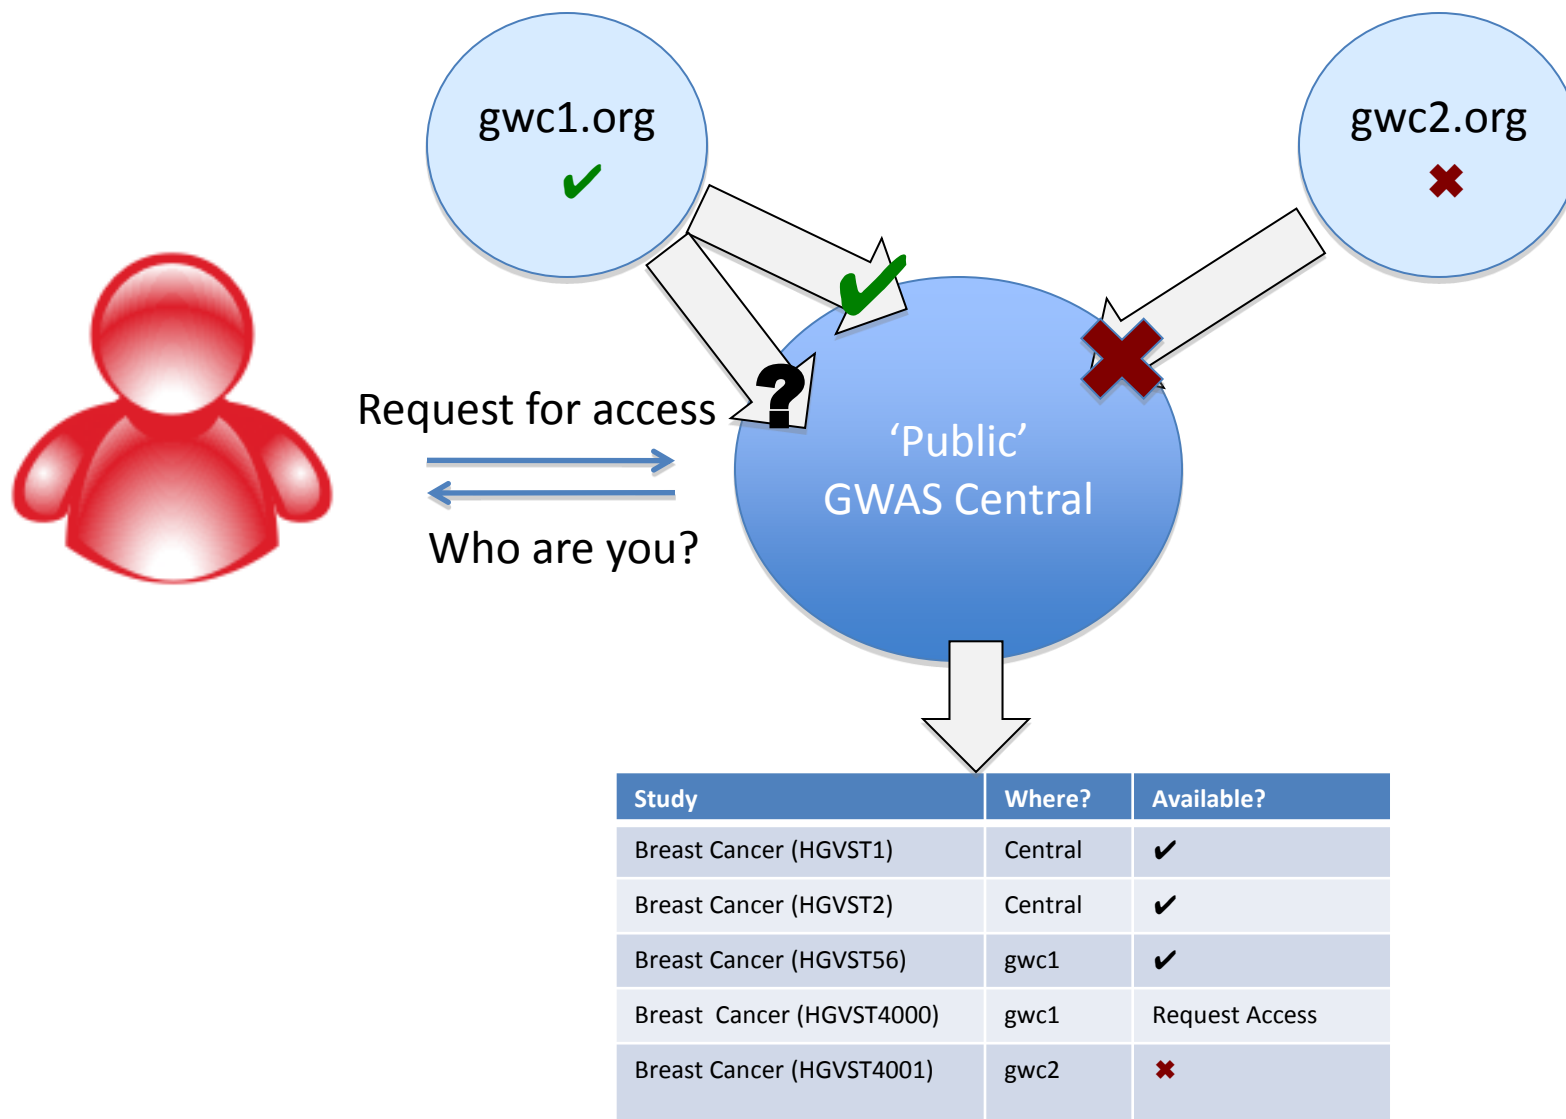 gwc1.org
✔
gwc2.org
✖
✔
✖
?
Request for access
Who are you?
‘Public’
GWAS Central
Study Where? Available?
Breast Cancer (HGVST1) Central ✔
Breast Cancer (HGVST2) Central ✔
Breast Cancer (HGVST56) gwc1 ✔
Breast  Cancer (HGVST4000) gwc1 Request Access
Breast Cancer (HGVST4001) gwc2 ✖